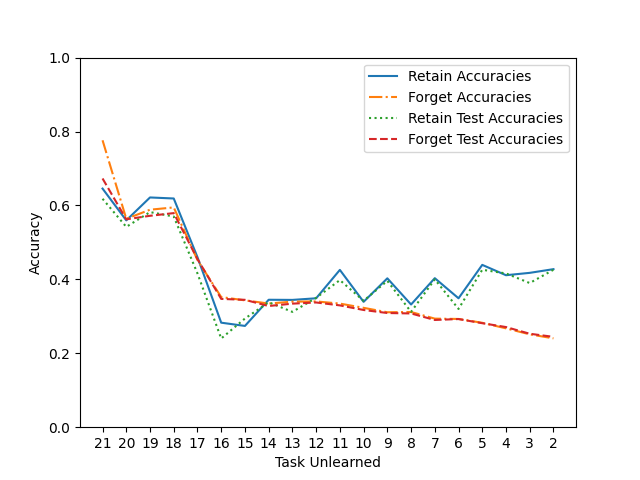 1.0
0.8
0.6
0.4
0.2
0.0
Accuracy
Retain Accuracies
Forget Accuracies
Retain Test Accuracies
Forget Test Accuracies
21 20 19 18 17 16 15 14 13 12 11 10 9 8 7 6 5 4 3 2
Task Unlearned